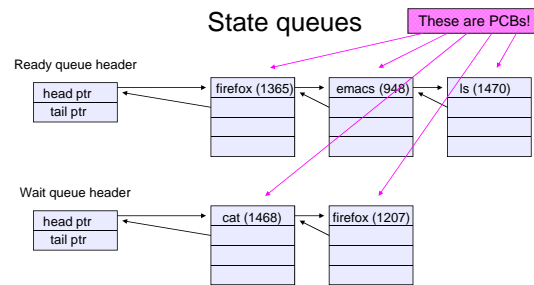 State queues
These are PCBs!
Ready queue header
head ptr
tail ptr
firefox (1365)
emacs (948)
ls (1470)
Wait queue header
head ptr
tail ptr
cat (1468)
firefox (1207)